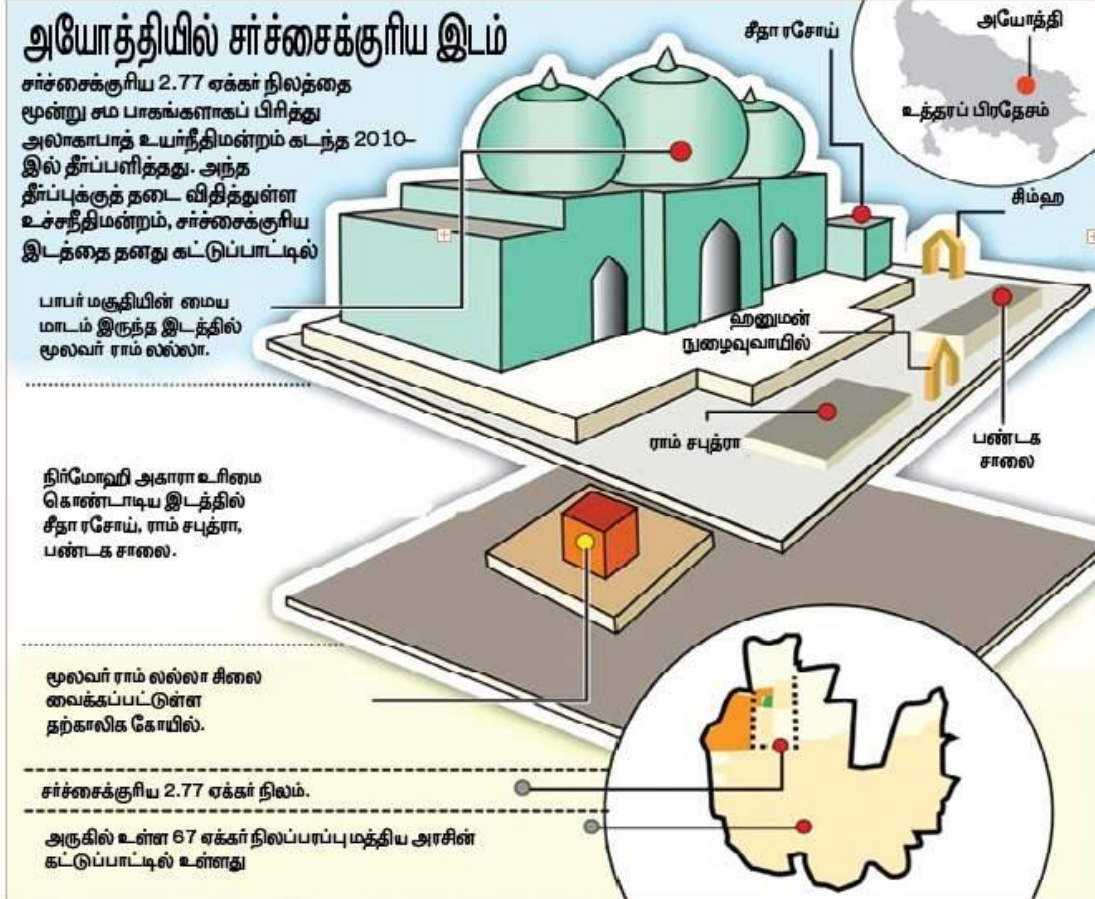 அயோத்தியில் சர்ச்சைக்குரிய இடம்
சர்ச்சைக்குரிய 2.77 ஏக்கர் நிலத்தை
மூன்று சம பாகங்களாகப் பிரித்து
அலாகாபாத் உயர்நீதிமன்றம் கடந்த 2010-
இல் தீர்ப்பளித்தது. அந்த
தீர்ப்புக்குத் தடை விதித்துள்ள
உச்சநீதிமன்றம், சர்ச்சைக்குரிய
இடத்தை தனது கட்டுப்பாட்டில்
சீதா ரசோய்
அயோத்தி
உத்தரப் பிரதேசம்
சிம்ஹ
பாபர் மசூதியின் மைய
மாடம் இருந்த இடத்தில்
மூலவர் ராம் லல்லா.
ஹனுமன்
நுழைவுவாயில்
ராம் சபுத்ரா
பண்டக
சாலை
நிர்மோஹி அகாரா உரிமை
கொண்டாடிய இடத்தில்
சீதா ரசோய், ராம் சபுத்ரா,
பண்டக சாலை.
மூலவர் ராம் லல்லா சிலை
வைக்கப்பட்டுள்ள
தற்காலிக கோயில்.
சர்ச்சைக்குரிய 2.77 ஏக்கர் நிலம்.
அருகில் உள்ள 67 ஏக்கர் நிலப்பரப்பு மத்திய அரசின்
கட்டுப்பாட்டில் உள்ளது